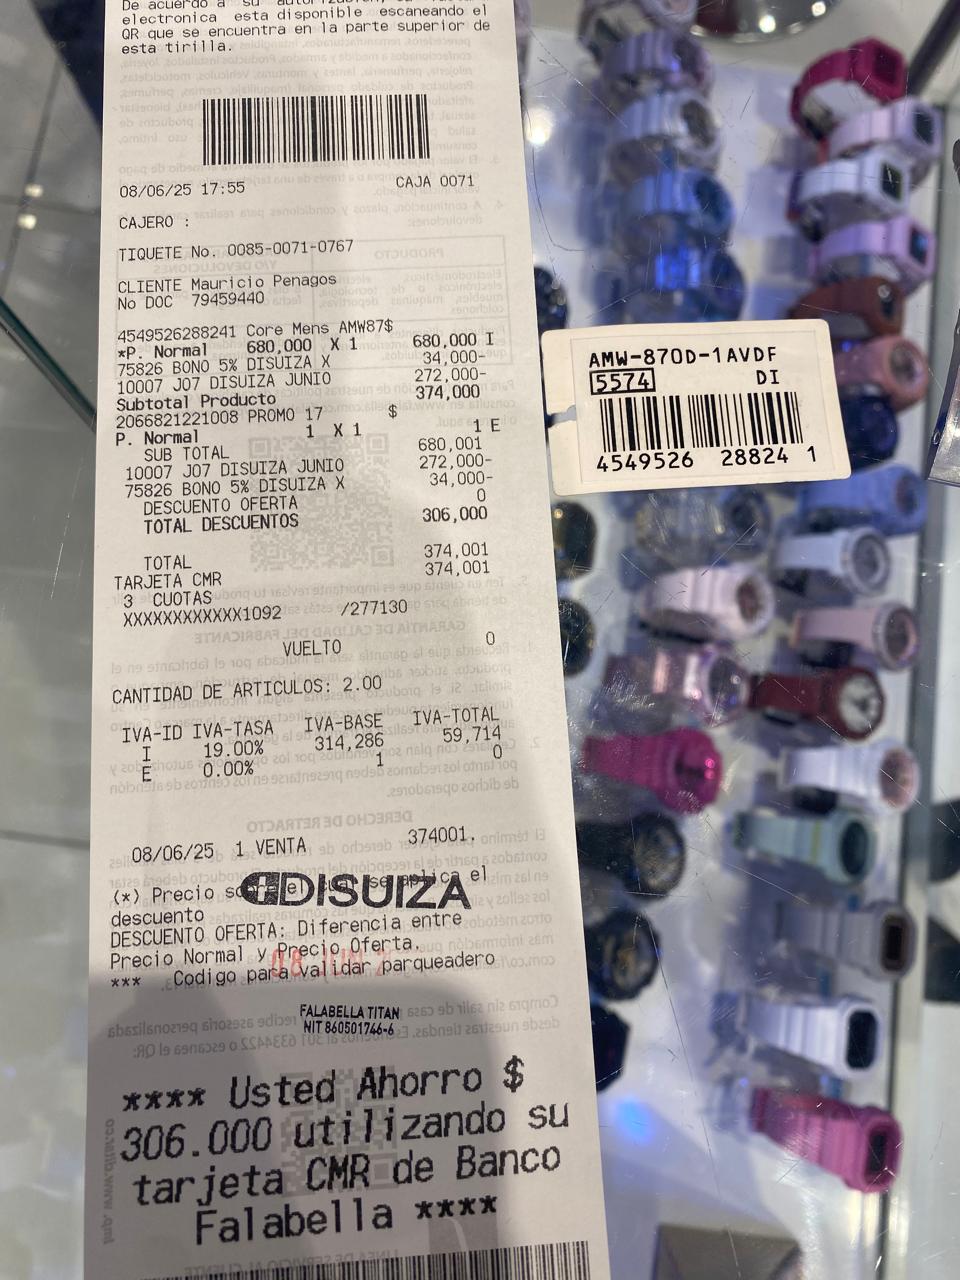 De acuerdo a su autorización, su
electronica esta disponible escaneando el
QR que se encuentra en la parte superior de
esta tirilla.
08/06/25 17:55 CAJA 0071
CAJERO :
TIQUETE No. 0085-0071-0767
CLIENTE Mauricio Penagos
No DOC 79459440
4549526288241 Core Mens AMW87$
*P. Normal 680,000 X 1 680,000 I
75826 BONO 5% DISUIZA X 34,000-
10007 J07 DISUIZA JUNIO 272,000-
Subtotal Producto 374,000
2066821221008 PROMO 17 $
P. Normal 1 X 1 1 E
SUB TOTAL 680,001
10007 J07 DISUIZA JUNIO 272,000-
75826 BONO 5% DISUIZA X 34,000-
DESCUENTO OFERTA 0
TOTAL DESCUENTOS 306,000
TOTAL 374,001
TARJETA CMR 374,001
3 CUOTAS
XXXXXXXXXXXX1092 /277130
VUELTO 0
CANTIDAD DE ARTICULOS: 2.00
IVA-ID IVA-TASA IVA-BASE IVA-TOTAL
I 19.00% 314,286 59,714
E 0.00% 1 0
08/06/25 1 VENTA 374001.
(*) Precio sobre el se aplica el
descuento
DISUIZA
DESCUENTO OFERTA: Diferencia entre
Precio Normal y Precio Oferta.
08 JUN
*** Codigo para validar parqueadero
FALABELLA TITAN
NIT 860501746-6
**** Usted Ahorro $
306.000 utilizando su
tarjeta CMR de Banco
Falabella ****
AMW-870D-1AVDF
5574 DI
4549526 28824 1